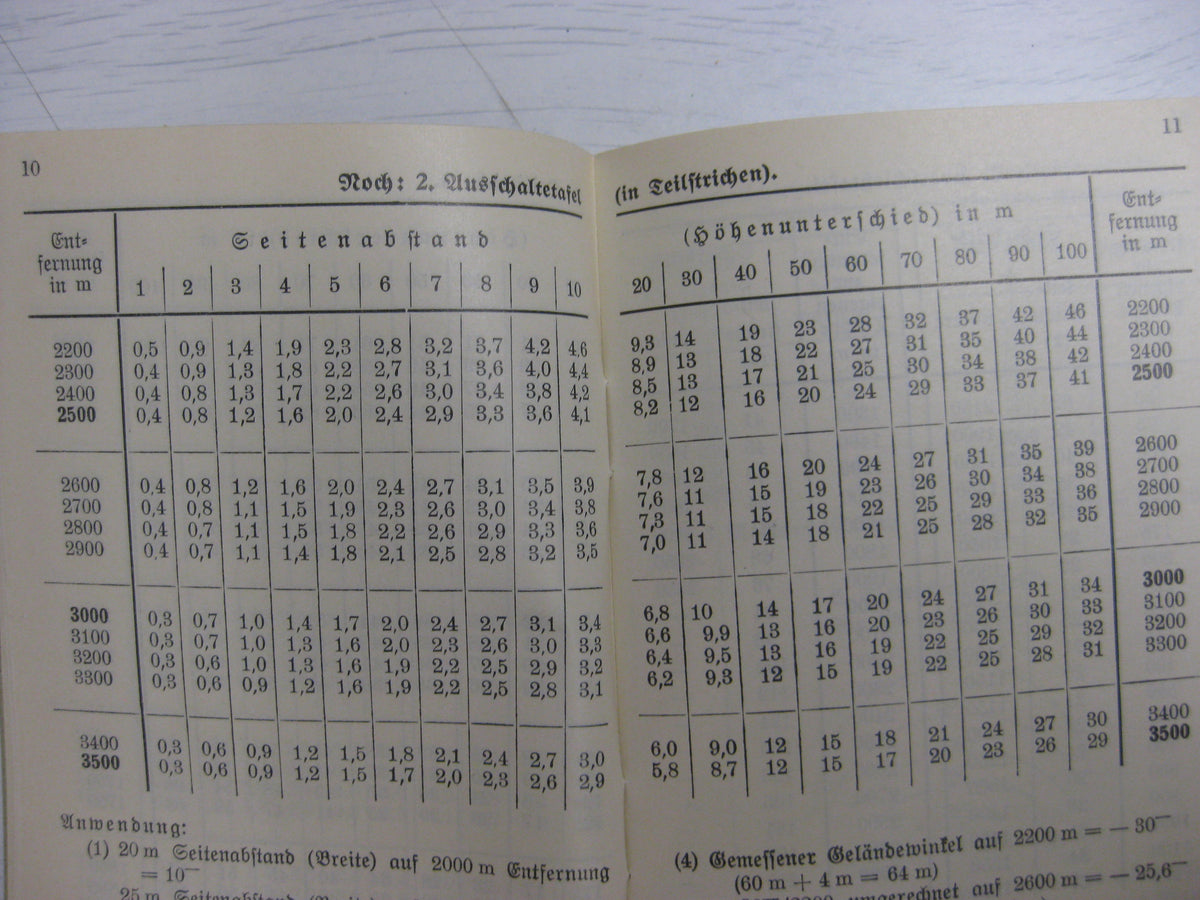 10
Noch: 2. Ausschaltetafel
Ent-
fernung
in m
Seitenabstand
1 2 3 4 5 6 7 8 9 10
2200 0,5 0,9 1,4 1,9 2,3 2,8 3,2 3,7 4,2 4,6
2300 0,4 0,9 1,3 1,8 2,2 2,7 3,1 3,6 4,0 4,4
2400 0,4 0,8 1,3 1,7 2,2 2,6 3,0 3,4 3,8 4,2
2500 0,4 0,8 1,2 1,6 2,0 2,4 2,9 3,3 3,6 4,1
2600 0,4 0,8 1,2 1,6 2,0 2,4 2,7 3,1 3,5 3,9
2700 0,4 0,8 1,1 1,5 1,9 2,3 2,6 3,0 3,4 3,8
2800 0,4 0,7 1,1 1,5 1,8 2,2 2,6 2,9 3,3 3,6
2900 0,4 0,7 1,1 1,4 1,8 2,1 2,5 2,8 3,2 3,5
3000 0,3 0,7 1,0 1,4 1,7 2,0 2,4 2,7 3,1 3,4
3100 0,3 0,7 1,0 1,3 1,6 2,0 2,3 2,6 3,0 3,3
3200 0,3 0,6 1,0 1,3 1,6 1,9 2,2 2,5 2,9 3,2
3300 0,3 0,6 0,9 1,2 1,6 1,9 2,2 2,5 2,8 3,1
3400 0,3 0,6 0,9 1,2 1,5 1,8 2,1 2,4 2,7 3,0
3500 0,3 0,6 0,9 1,2 1,5 1,7 2,0 2,3 2,6 2,9
Anwendung:
(1) 20 m Seitenabstand (Breite) auf 2000 m Entfernung
= 10⁻
25 m Seitenabstand
11
(in Teilstrichen).
(Höhenunterschied) in m
Ent-
fernung
in m
20 30 40 50 60 70 80 90 100
9,3 14 19 23 28 32 37 42 46 2200
8,9 13 18 22 27 31 35 40 44 2300
8,5 13 17 21 25 30 34 38 42 2400
8,2 12 16 20 24 29 33 37 41 2500
7,8 12 16 20 24 27 31 35 39 2600
7,6 11 15 19 23 26 30 34 38 2700
7,3 11 15 18 22 25 29 33 36 2800
7,0 11 14 18 21 25 28 32 35 2900
6,8 10 14 17 20 24 27 31 34 3000
6,6 9,9 13 16 20 23 26 30 33 3100
6,4 9,5 13 16 19 22 25 29 32 3200
6,2 9,3 12 15 19 22 25 28 31 3300
6,0 9,0 12 15 18 21 24 27 30 3400
5,8 8,7 12 15 17 20 23 26 29 3500
(4) Gemessener Geländewinkel auf 2200 m = — 30⁻
(60 m + 4 m = 64 m)
umgerechnet auf 2600 m = — 25,6⁻